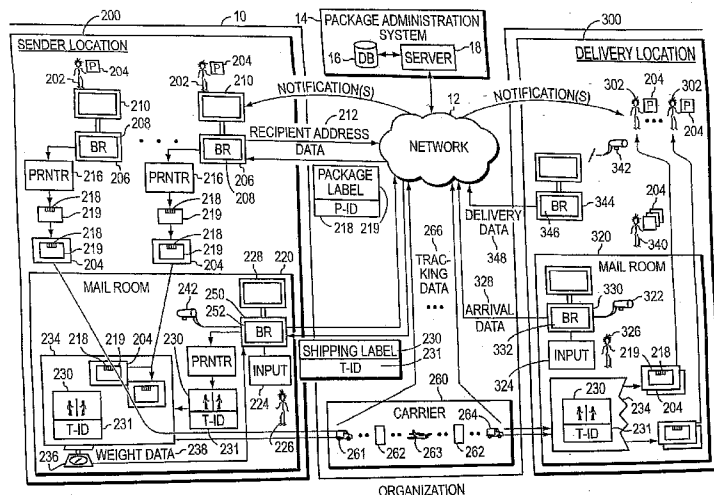 200
10
14
PACKAGE ADMINISTRATION
SYSTEM
16
DB
SERVER
18
300
SENDER LOCATION
DELIVERY LOCATION
P
204
202
210
P
204
202
210
NOTIFICATION(S)
212
12
NOTIFICATION(S)
204
302
P
302
P
204
208
BR
206
RECIPIENT ADDRESS
DATA
BR
206
208
NETWORK
342
PRNTR
216
PRNTR
216
PACKAGE
LABEL
P-ID
218
219
218
219
218
219
344
BR
346
DELIVERY
DATA
348
204
340
218
219
204
218
219
204
266
TRAC-
KING
DATA
328
ARRIVAL
DATA
320
MAIL ROOM
330
322
BR
332
326
INPUT
324
MAIL ROOM
228
220
242
250
252
BR
234
219
204
218
230
PRNTR
230
INPUT
224
SHIPPING LABEL
230
T-ID
231
T-ID
231
T-ID
231
226
236
WEIGHT DATA
238
260
CARRIER
264
261
262
263
262
219
218
230
234
204
T-ID
231
ORGANIZATION